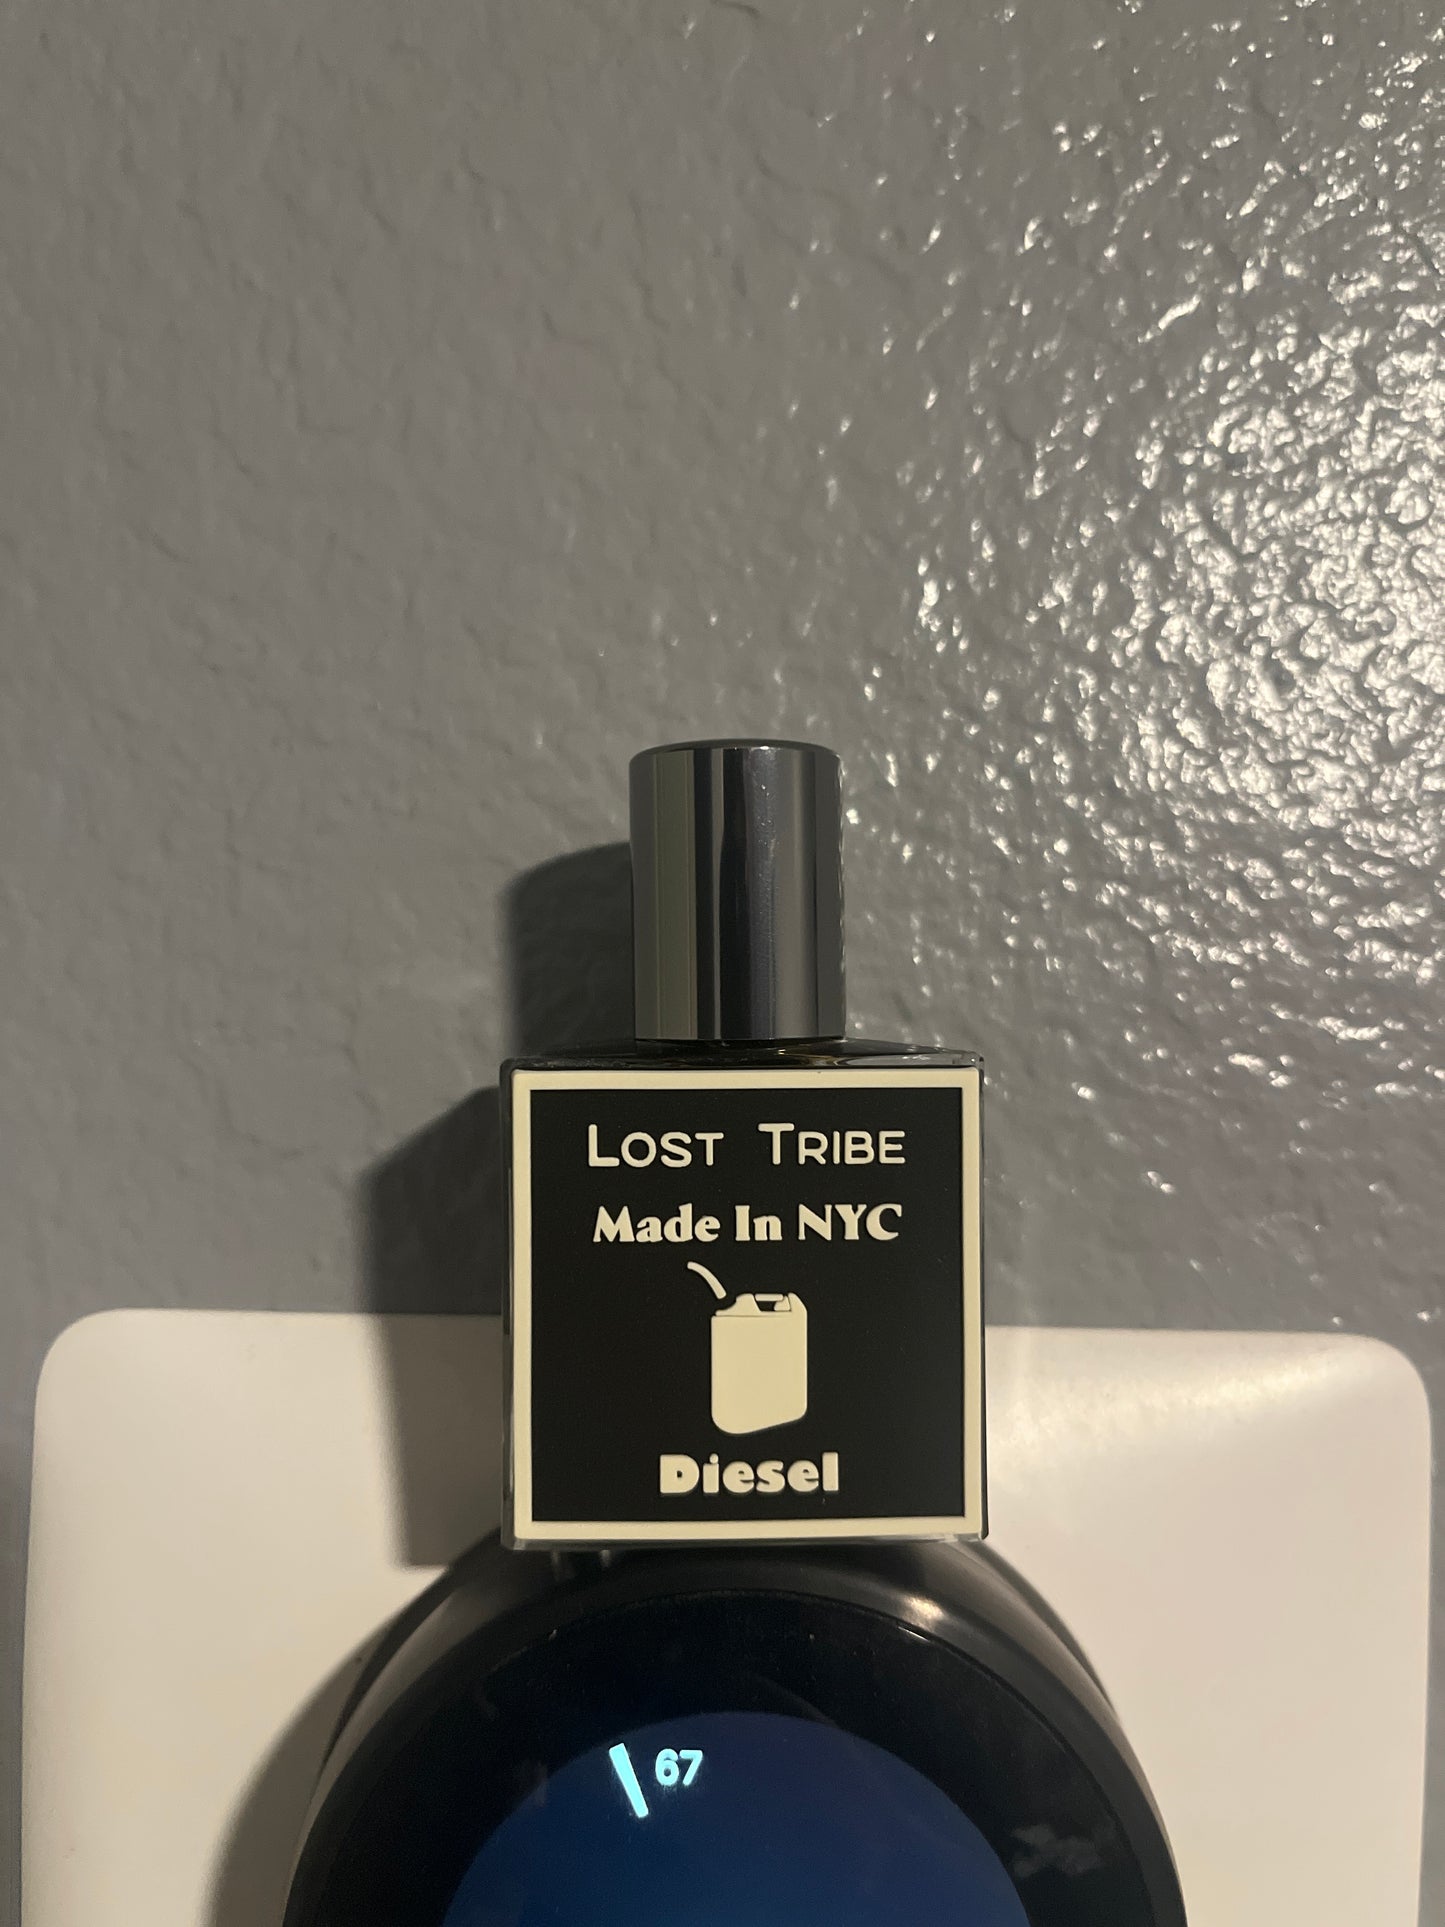 LOST TRIBE
Made In NYC
Diesel
67